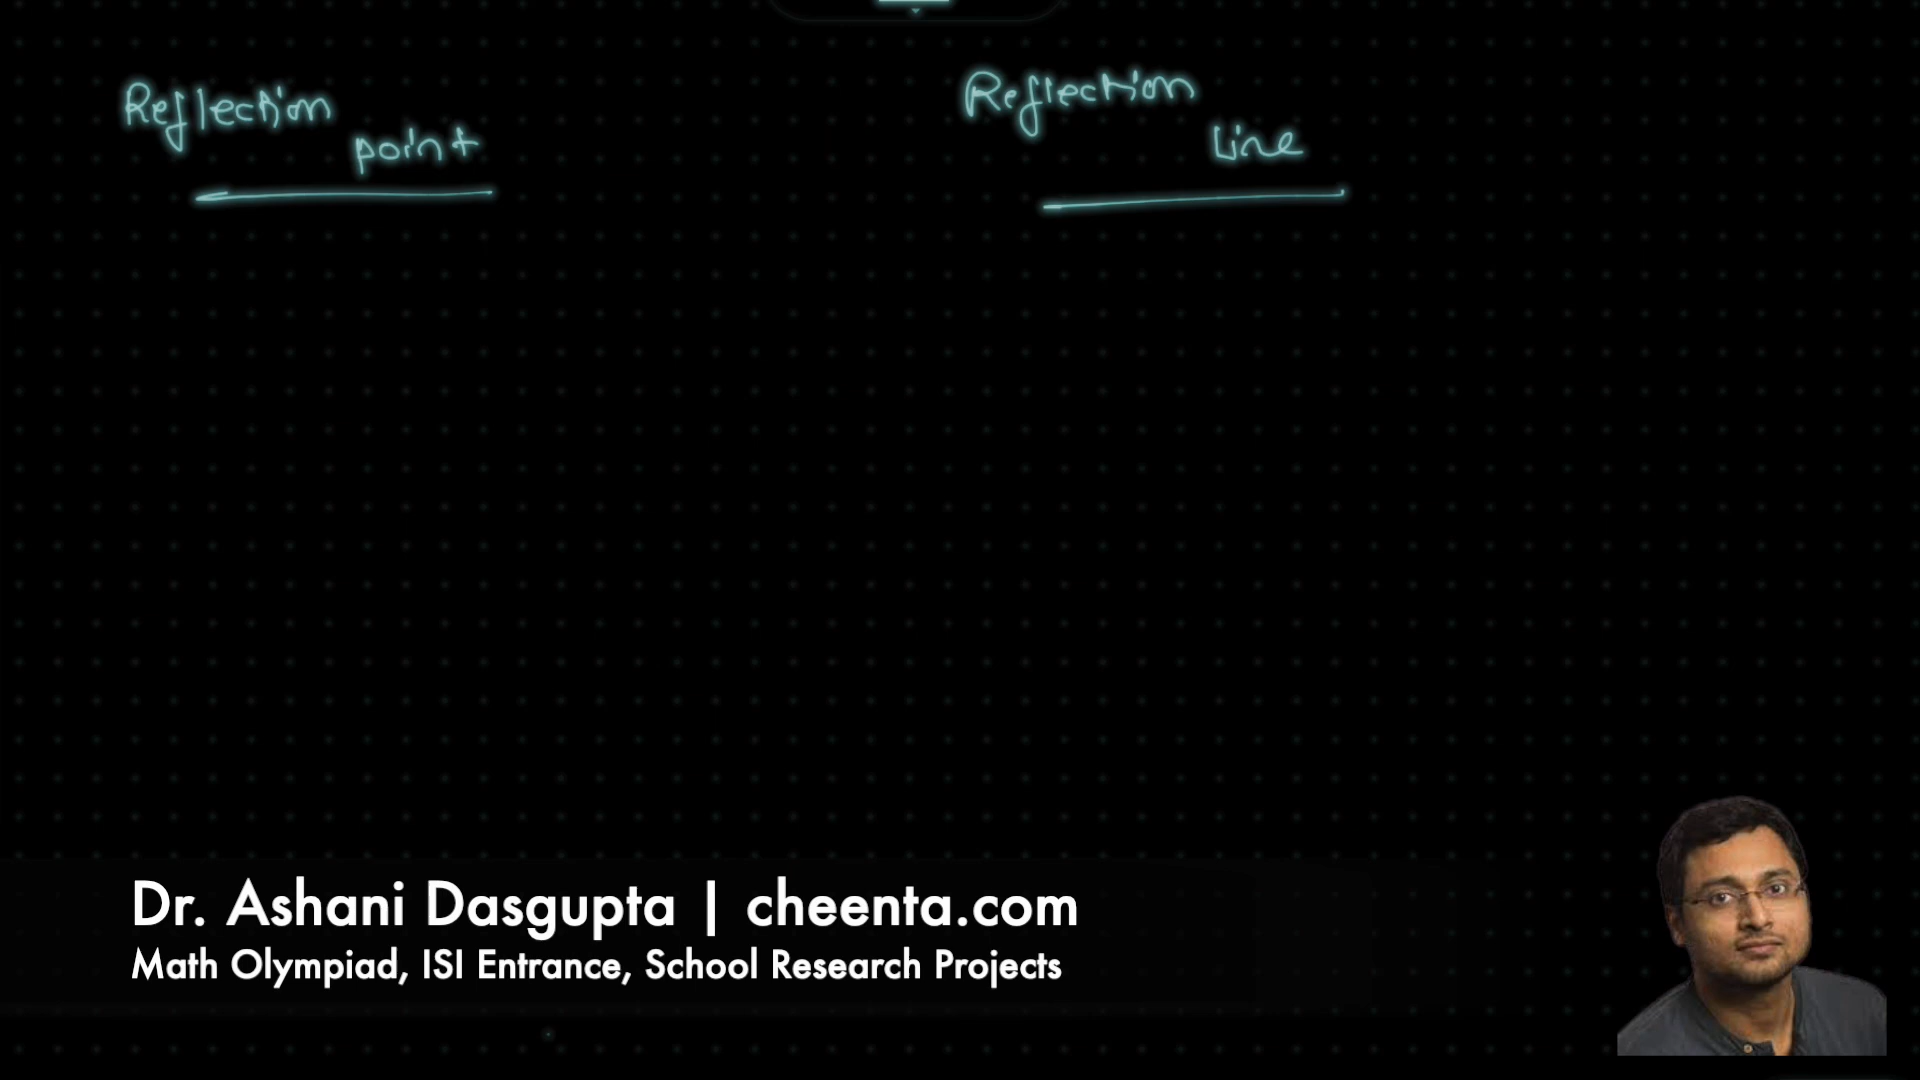 Reflection
point
Reflection
Line
Dr. Ashani Dasgupta | cheenta.com
Math Olympiad, ISI Entrance, School Research Projects